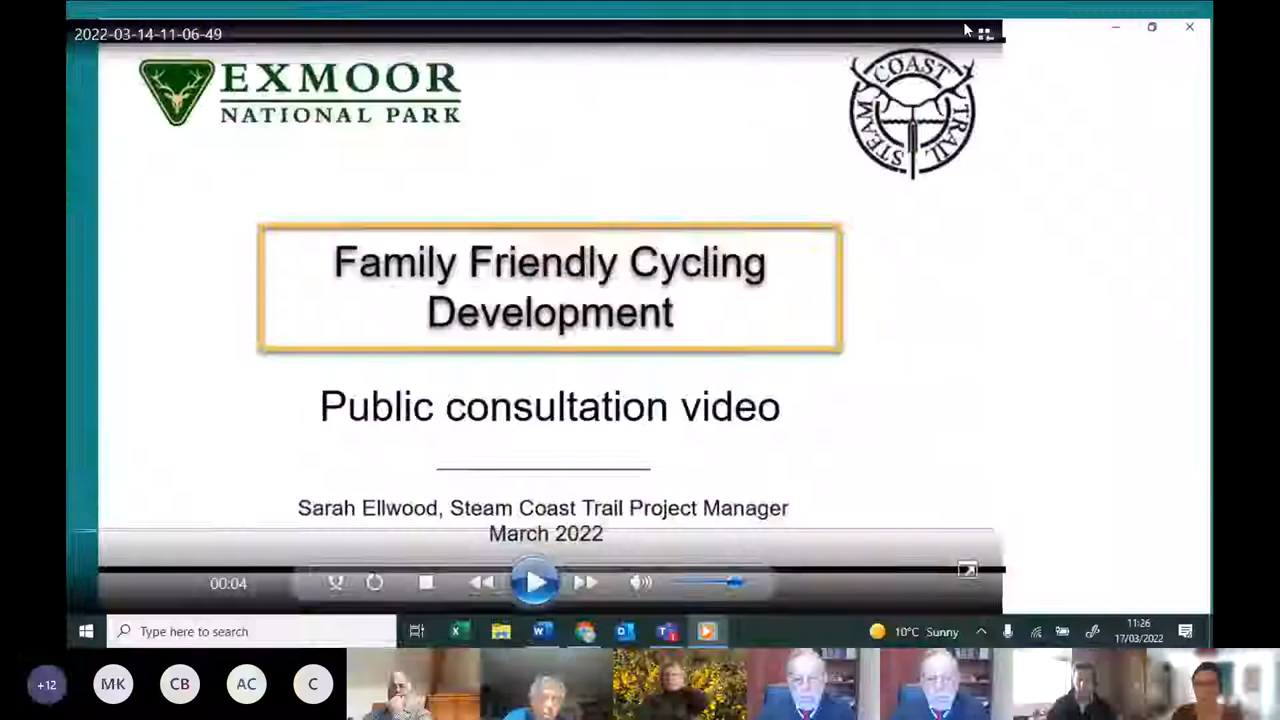 2022-03-14-11-06-49
EXMOOR
NATIONAL PARK
STEAM COAST TRAIL
Family Friendly Cycling
Development
Public consultation video
Sarah Ellwood, Steam Coast Trail Project Manager
March 2022
00:04
Type here to search
10°C Sunny
11:26
17/03/2022
+12
MK
CB
AC
C